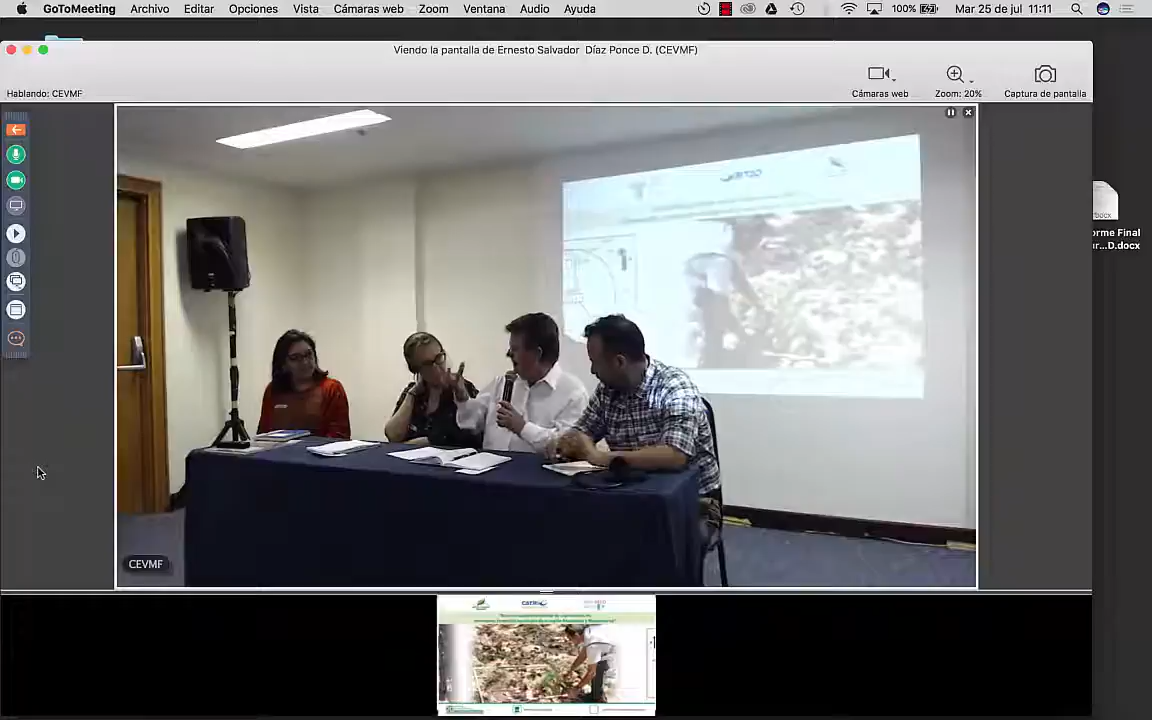 GoToMeeting Archivo Editar Opciones Vista Cámaras web Zoom Ventana Audio Ayuda 100% Mar 25 de jul 11:11
Viendo la pantalla de Ernesto Salvador Díaz Ponce D. (CEVMF)
Hablando: CEVMF
Cámaras web
Zoom: 20%
Captura de pantalla
orme Final
ur...D.docx
CEVMF